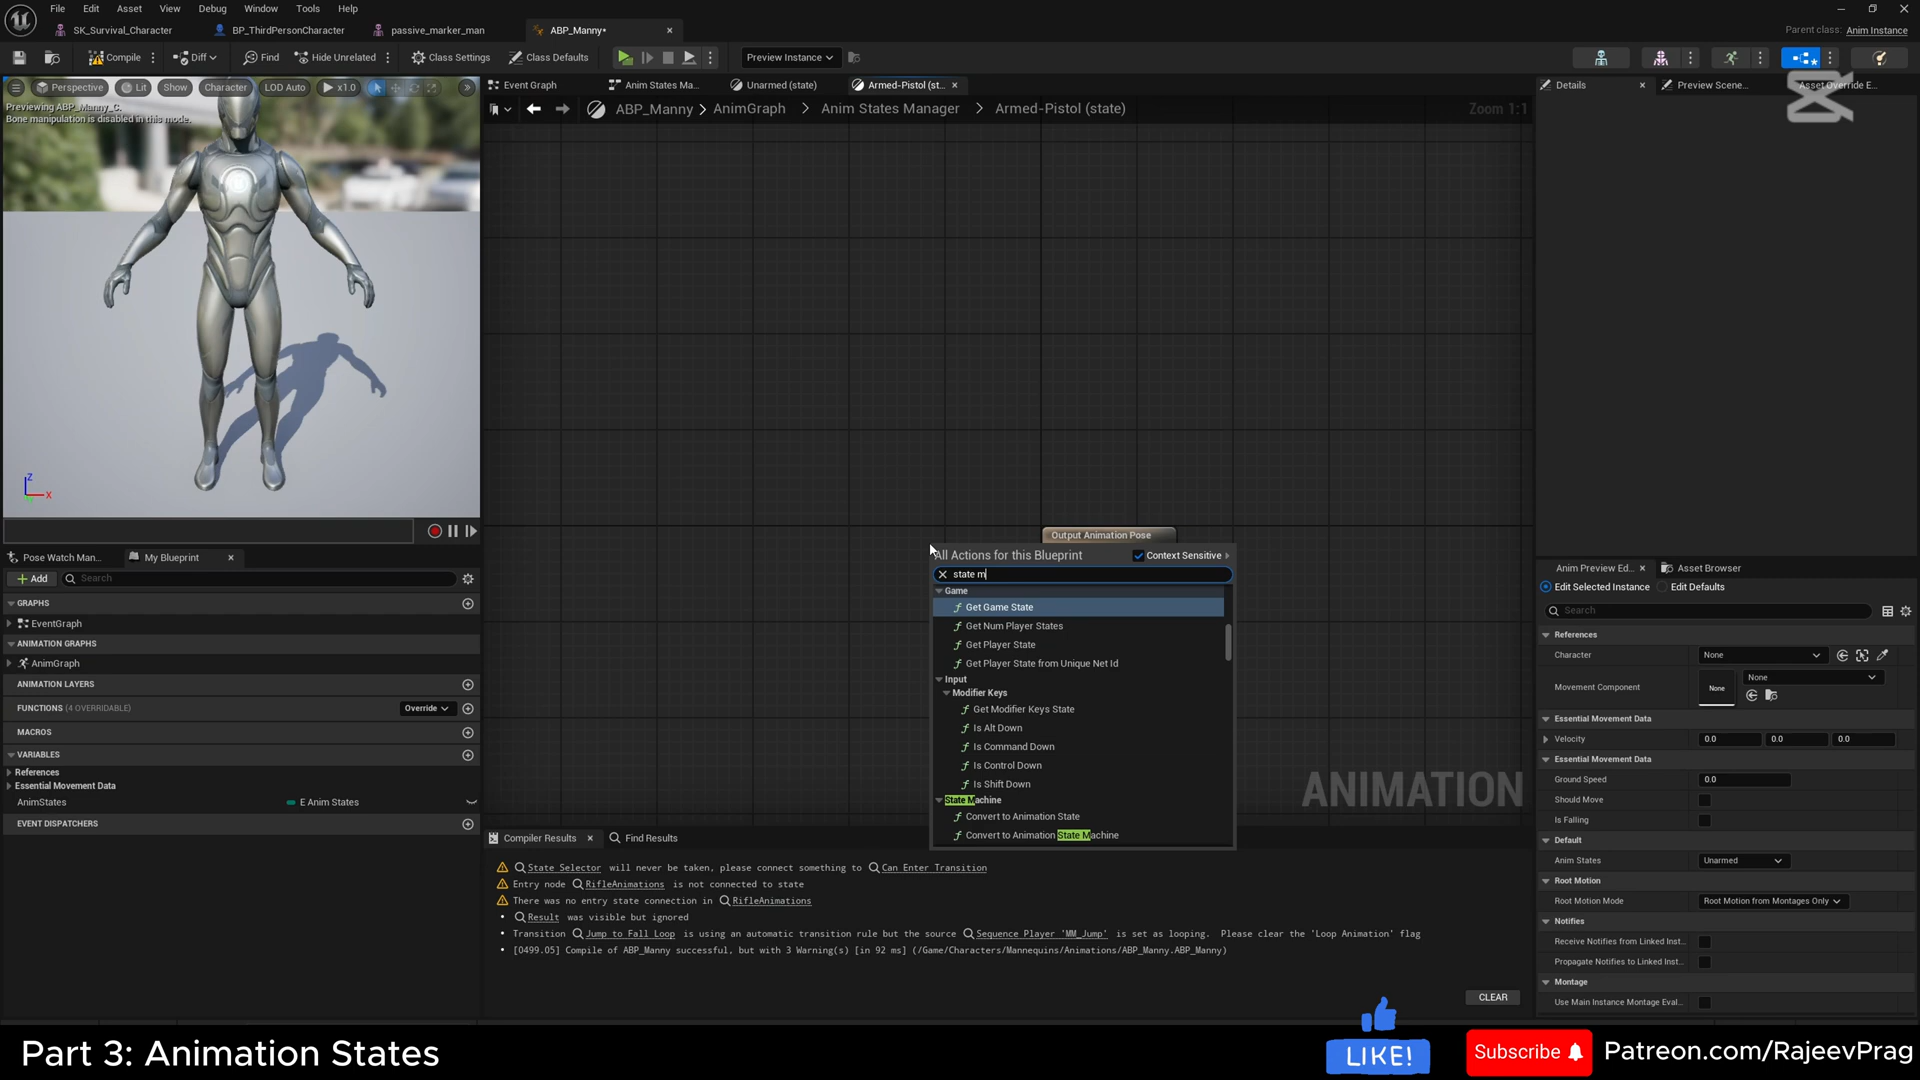 File Edit Asset View Debug Window Tools Help
SK_Survival_Character BP_ThirdPersonCharacter passive_marker_man ABP_Manny*
Parent class: Anim Instance
Compile Diff Find Hide Unrelated Class Settings Class Defaults Preview Instance
Perspective Lit Show Character LOD Auto x1.0
Previewing ABP_Manny_C.
Bone manipulation is disabled in this mode.
Z
X
Event Graph Anim States Ma... Unarmed (state) Armed-Pistol (st...
ABP_Manny > AnimGraph > Anim States Manager > Armed-Pistol (state)
Zoom 1:1
Output Animation Pose
All Actions for this Blueprint Context Sensitive
state m
Game
Get Game State
Get Num Player States
Get Player State
Get Player State from Unique Net Id
Input
Modifier Keys
Get Modifier Keys State
Is Alt Down
Is Command Down
Is Control Down
Is Shift Down
State Machine
Convert to Animation State
Convert to Animation State Machine
ANIMATION
Pose Watch Man... My Blueprint
Add Search
GRAPHS
EventGraph
ANIMATION GRAPHS
AnimGraph
ANIMATION LAYERS
FUNCTIONS (4 OVERRIDABLE) Override
MACROS
VARIABLES
References
Essential Movement Data
AnimStates E Anim States
EVENT DISPATCHERS
Compiler Results Find Results
State Selector will never be taken, please connect something to Can Enter Transition
Entry node RifleAnimations is not connected to state
There was no entry state connection in RifleAnimations
Result was visible but ignored
Transition Jump to Fall Loop is using an automatic transition rule but the source Sequence Player 'MM_Jump' is set as looping. Please clear the 'Loop Animation' flag
[0499.05] Compile of ABP_Manny successful, but with 3 Warning(s) [in 92 ms] (/Game/Characters/Mannequins/Animations/ABP_Manny.ABP_Manny)
CLEAR
Details Preview Scene... Asset Override E...
Anim Preview Ed... Asset Browser
Edit Selected Instance Edit Defaults
Search
References
Character None
Movement Component None None
Essential Movement Data
Velocity 0.0 0.0 0.0
Essential Movement Data
Ground Speed 0.0
Should Move
Is Falling
Default
Anim States Unarmed
Root Motion
Root Motion Mode Root Motion from Montages Only
Notifies
Receive Notifies from Linked Inst...
Propagate Notifies to Linked Inst...
Montage
Use Main Instance Montage Eval...
Part 3: Animation States
LIKE!
Subscribe
Patreon.com/RajeevPrag